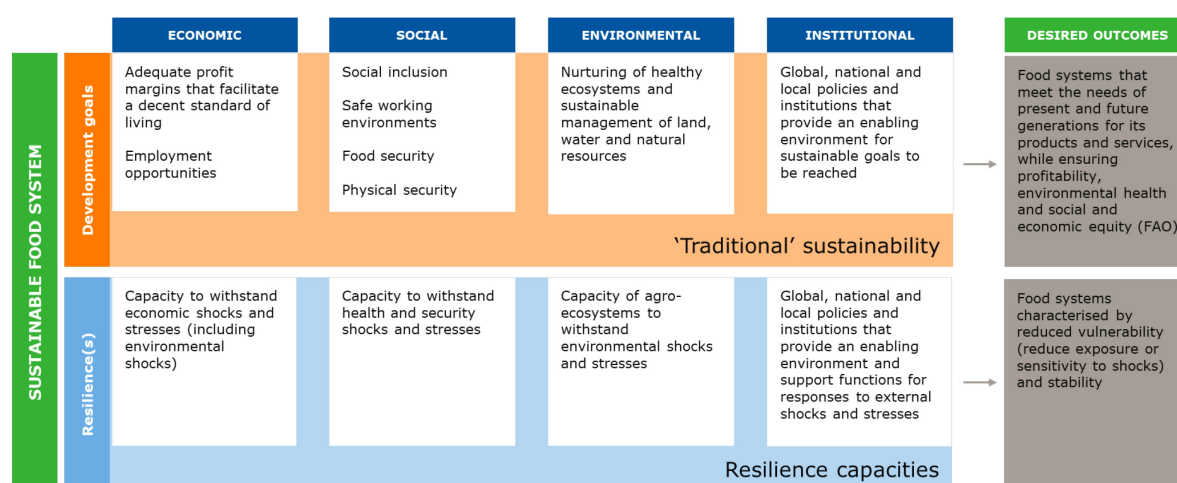 ECONOMIC
SOCIAL
ENVIRONMENTAL
INSTITUTIONAL
DESIRED OUTCOMES
SUSTAINABLE FOOD SYSTEM
Development goals
Adequate profit
margins that facilitate
a decent standard of
living
Employment
opportunities
Social inclusion
Safe working
environments
Food security
Physical security
Nurturing of healthy
ecosystems and
sustainable
management of land,
water and natural
resources
Global, national and
local policies and
institutions that
provide an enabling
environment for
sustainable goals to
be reached
Food systems that
meet the needs of
present and future
generations for its
products and services,
while ensuring
profitability,
environmental health
and social and
economic equity (FAO)
‘Traditional’ sustainability
Resilience(s)
Capacity to withstand
economic shocks and
stresses (including
environmental
shocks)
Capacity to withstand
health and security
shocks and stresses
Capacity of agro-
ecosystems to
withstand
environmental shocks
and stresses
Global, national and
local policies and
institutions that
provide an enabling
environment and
support functions for
responses to external
shocks and stresses
Food systems
characterised by
reduced vulnerability
(reduce exposure or
sensitivity to shocks)
and stability
Resilience capacities